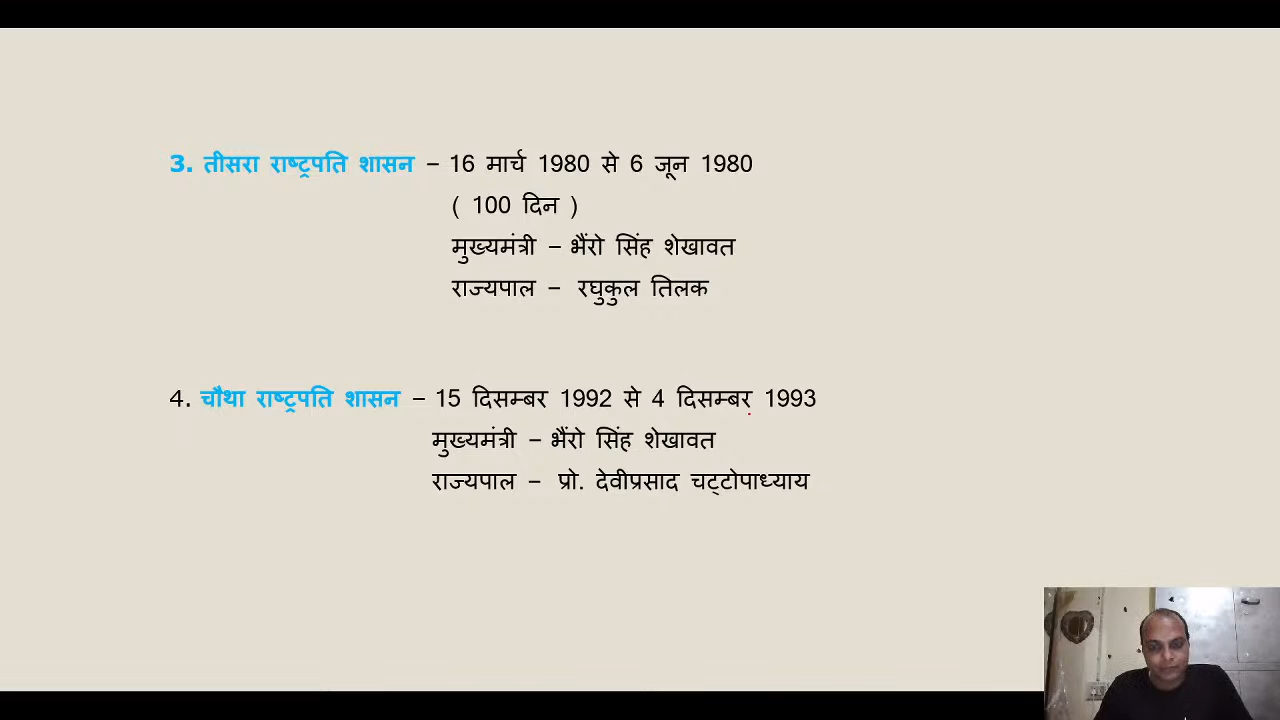 3. तीसरा राष्ट्रपति शासन – 16 मार्च 1980 से 6 जून 1980
( 100 दिन )
मुख्यमंत्री – भैंरो सिंह शेखावत
राज्यपाल – रघुकुल तिलक
4. चौथा राष्ट्रपति शासन – 15 दिसम्बर 1992 से 4 दिसम्बर 1993
मुख्यमंत्री – भैंरो सिंह शेखावत
राज्यपाल – प्रो. देवीप्रसाद चट्टोपाध्याय